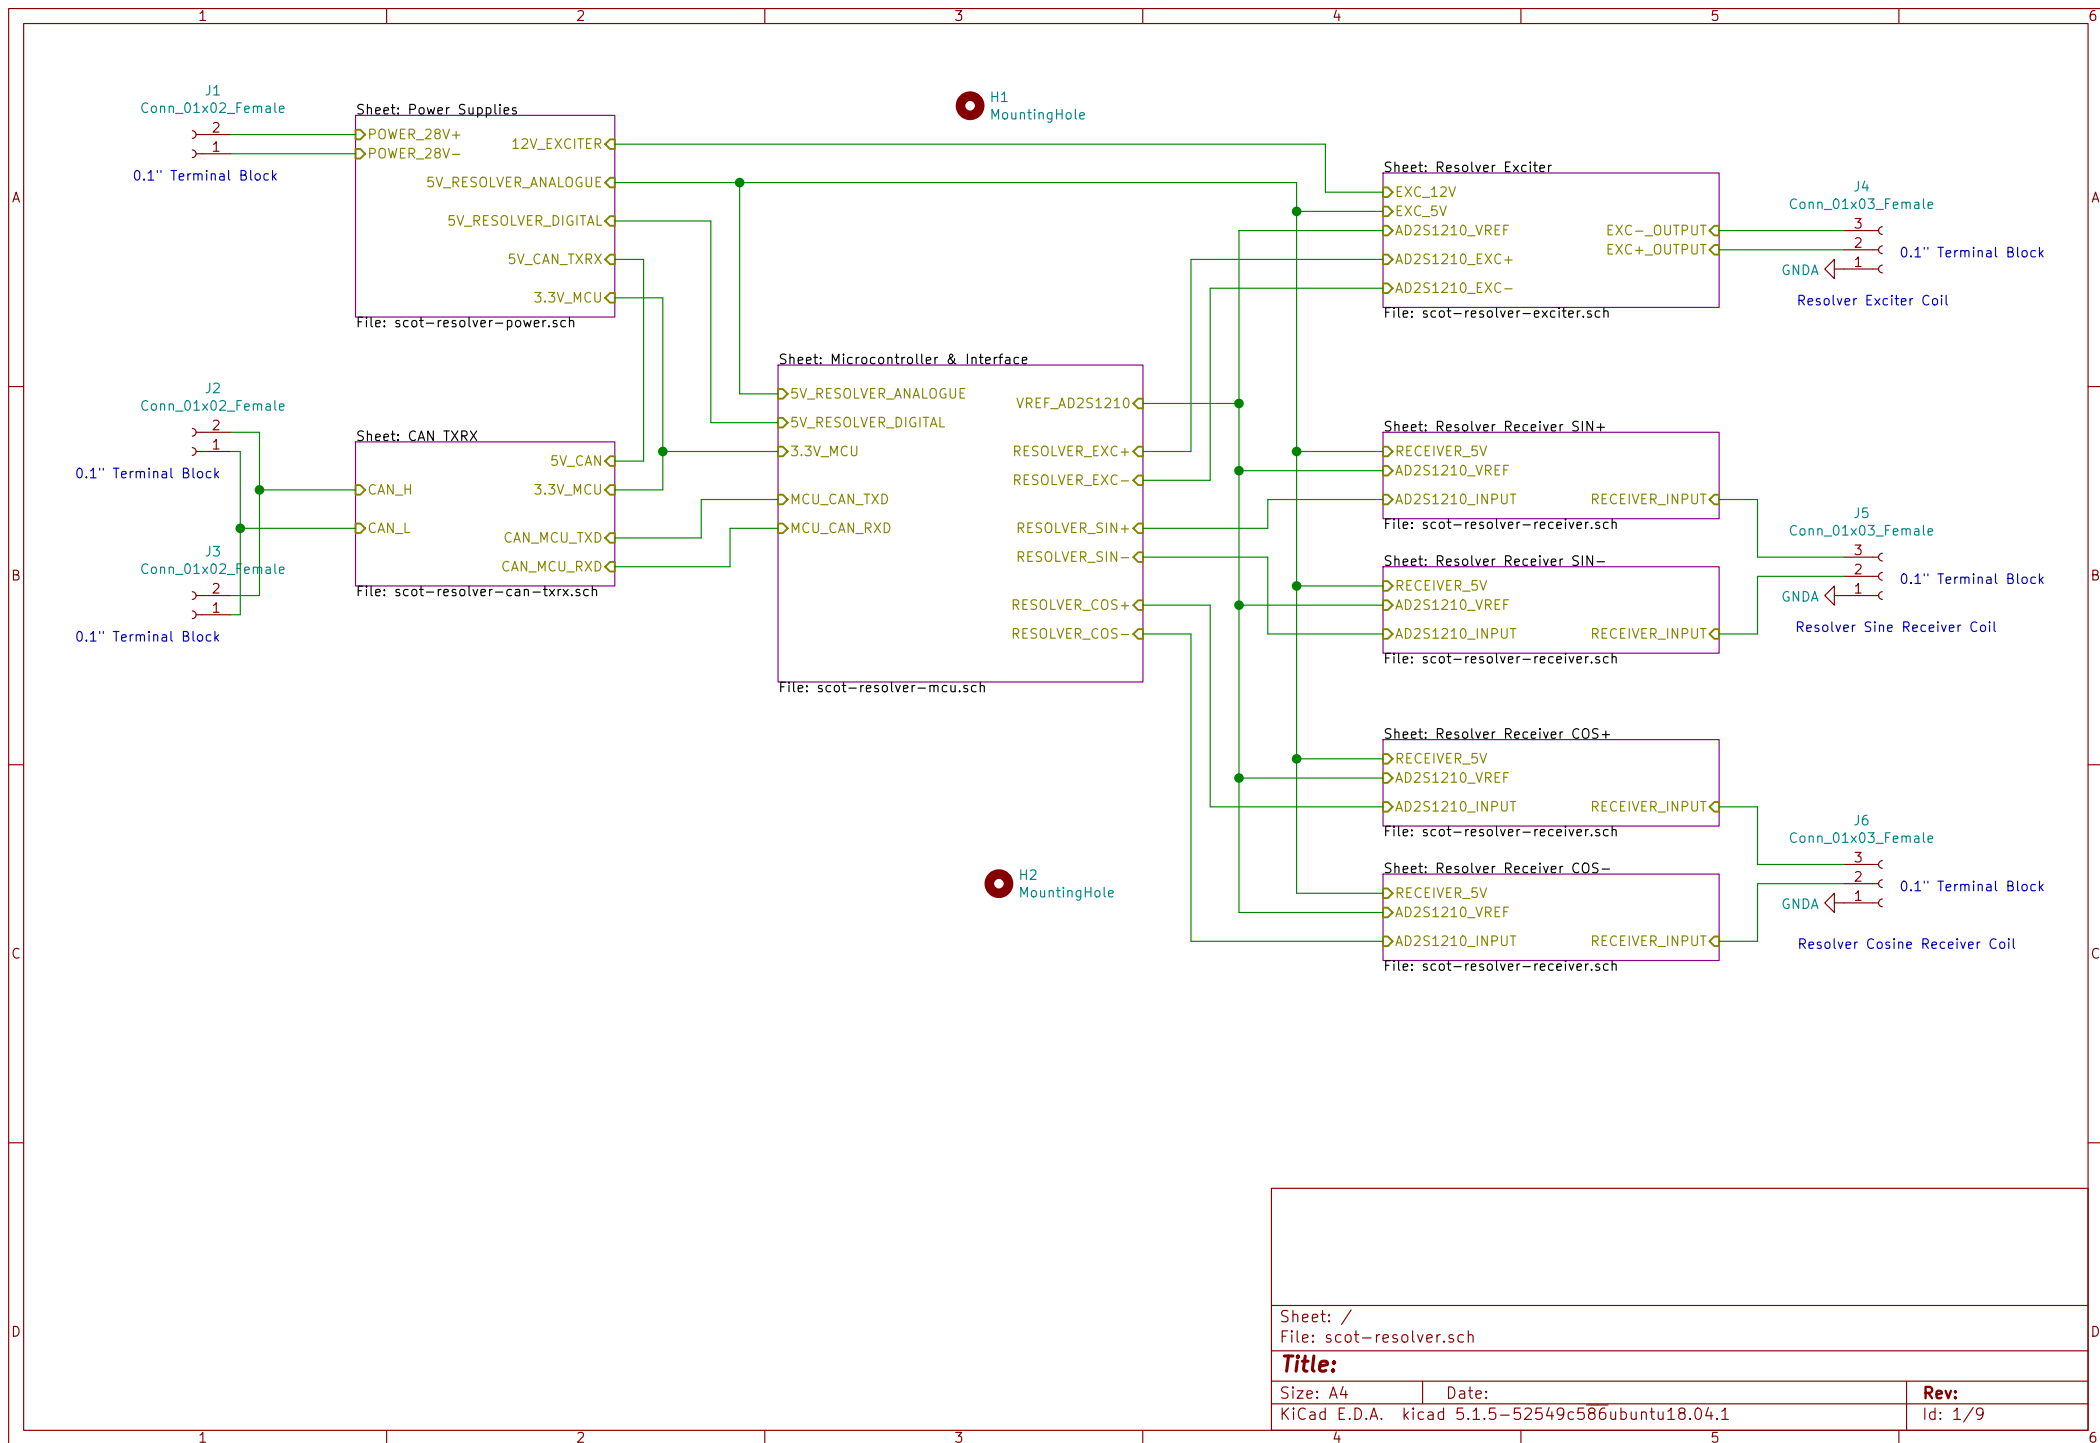 1 2 3 4 5 6
A
B
C
D
A
B
C
D
J1
Conn_01x02_Female
2
1
0.1" Terminal Block
Sheet: Power Supplies
POWER_28V+
POWER_28V-
12V_EXCITER
5V_RESOLVER_ANALOGUE
5V_RESOLVER_DIGITAL
5V_CAN_TXRX
3.3V_MCU
File: scot-resolver-power.sch
H1
MountingHole
Sheet: Resolver Exciter
EXC_12V
EXC_5V
AD2S1210_VREF
AD2S1210_EXC+
AD2S1210_EXC-
EXC-_OUTPUT
EXC+_OUTPUT
File: scot-resolver-exciter.sch
J4
Conn_01x03_Female
3
2
1
GNDA
0.1" Terminal Block
Resolver Exciter Coil
J2
Conn_01x02_Female
2
1
0.1" Terminal Block
J3
Conn_01x02_Female
2
1
0.1" Terminal Block
Sheet: CAN TXRX
CAN_H
CAN_L
5V_CAN
3.3V_MCU
CAN_MCU_TXD
CAN_MCU_RXD
File: scot-resolver-can-txrx.sch
Sheet: Microcontroller & Interface
5V_RESOLVER_ANALOGUE
5V_RESOLVER_DIGITAL
3.3V_MCU
MCU_CAN_TXD
MCU_CAN_RXD
VREF_AD2S1210
RESOLVER_EXC+
RESOLVER_EXC-
RESOLVER_SIN+
RESOLVER_SIN-
RESOLVER_COS+
RESOLVER_COS-
File: scot-resolver-mcu.sch
Sheet: Resolver Receiver SIN+
RECEIVER_5V
AD2S1210_VREF
AD2S1210_INPUT
RECEIVER_INPUT
File: scot-resolver-receiver.sch
Sheet: Resolver Receiver SIN-
RECEIVER_5V
AD2S1210_VREF
AD2S1210_INPUT
RECEIVER_INPUT
File: scot-resolver-receiver.sch
J5
Conn_01x03_Female
3
2
1
GNDA
0.1" Terminal Block
Resolver Sine Receiver Coil
Sheet: Resolver Receiver COS+
RECEIVER_5V
AD2S1210_VREF
AD2S1210_INPUT
RECEIVER_INPUT
File: scot-resolver-receiver.sch
Sheet: Resolver Receiver COS-
RECEIVER_5V
AD2S1210_VREF
AD2S1210_INPUT
RECEIVER_INPUT
File: scot-resolver-receiver.sch
J6
Conn_01x03_Female
3
2
1
GNDA
0.1" Terminal Block
Resolver Cosine Receiver Coil
H2
MountingHole
Sheet: /
File: scot-resolver.sch
Title:
Size: A4 Date: Rev:
KiCad E.D.A. kicad 5.1.5-52549c586ubuntu18.04.1 Id: 1/9
1 2 3 4 5 6